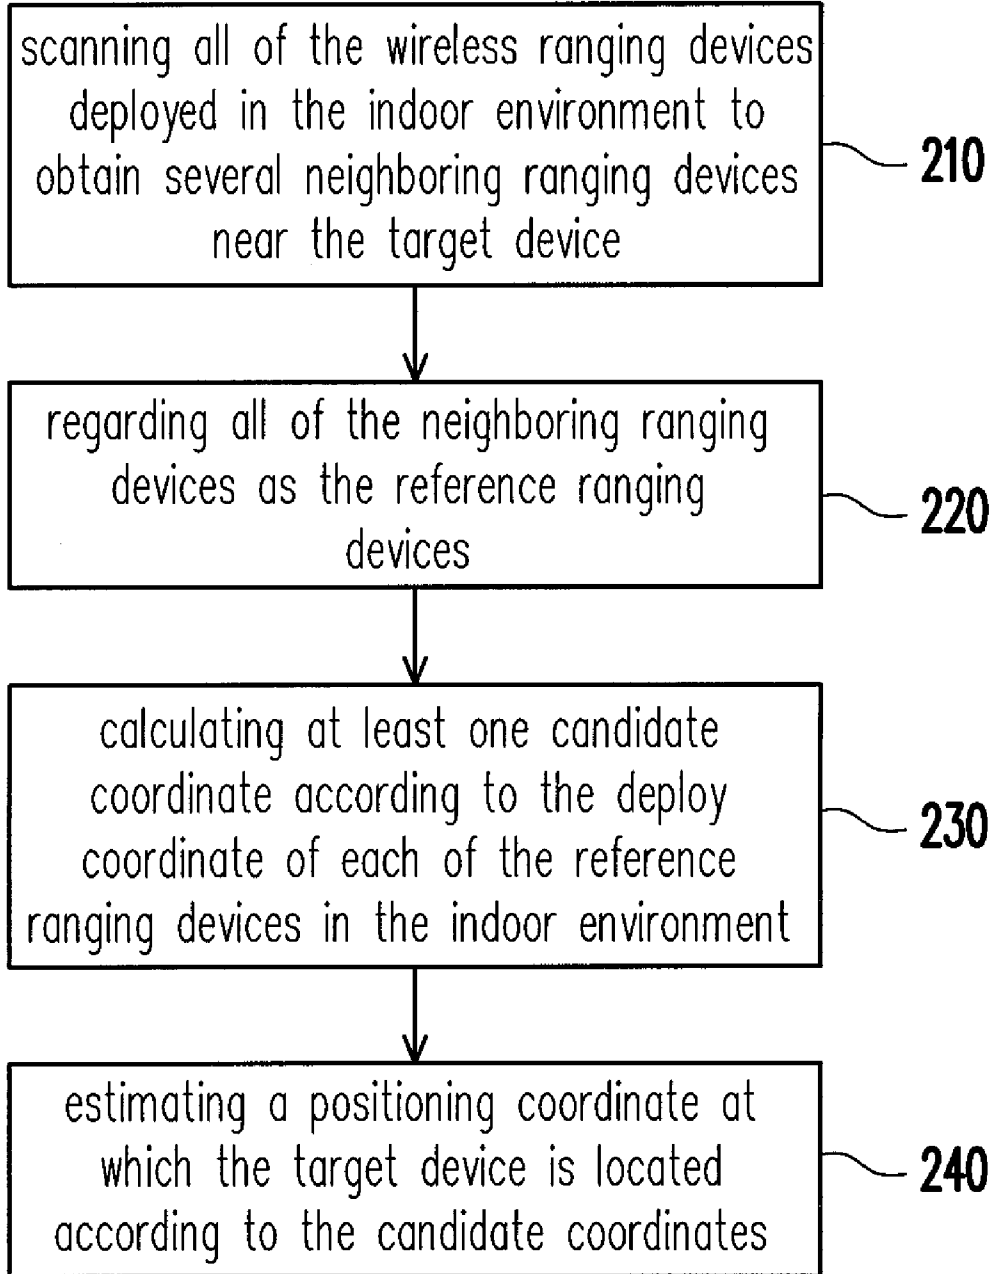 scanning all of the wireless ranging devices
deployed in the indoor environment to
obtain several neighboring ranging devices
near the target device
210
regarding all of the neighboring ranging
devices as the reference ranging
devices
220
calculating at least one candidate
coordinate according to the deploy
coordinate of each of the reference
ranging devices in the indoor environment
230
estimating a positioning coordinate at
which the target device is located
according to the candidate coordinates
240